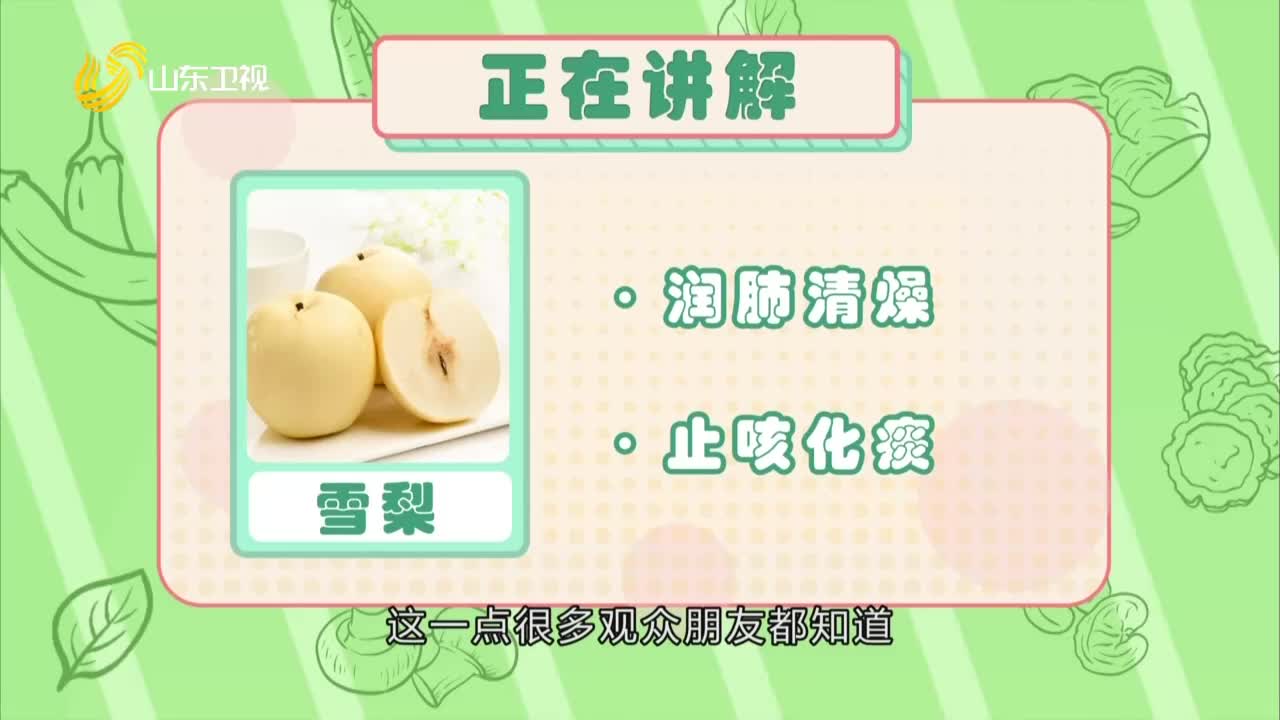 山东卫视
正在讲解
润肺清燥
止咳化痰
雪梨
这一点很多观众朋友都知道